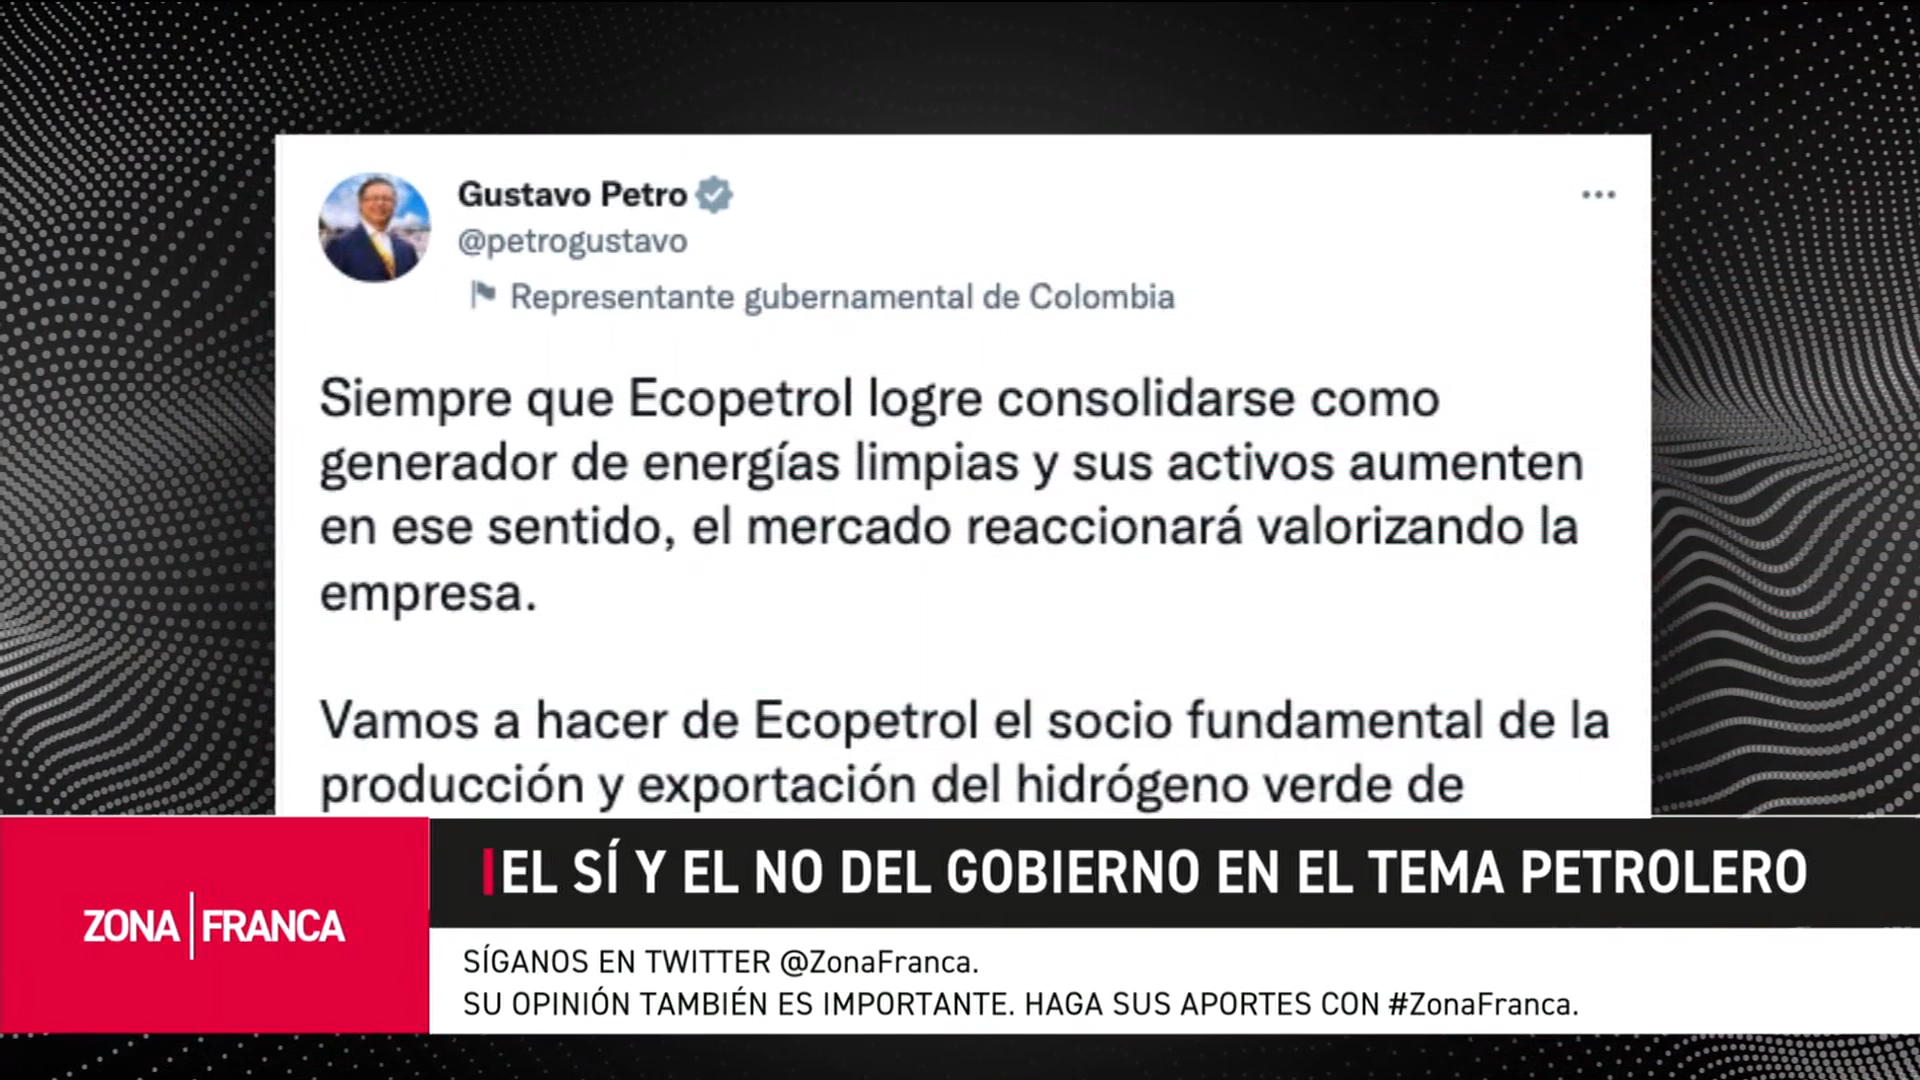 Gustavo Petro
@petrogustavo
Representante gubernamental de Colombia
Siempre que Ecopetrol logre consolidarse como
generador de energías limpias y sus activos aumenten
en ese sentido, el mercado reaccionará valorizando la
empresa.
Vamos a hacer de Ecopetrol el socio fundamental de la
producción y exportación del hidrógeno verde de
EL SÍ Y EL NO DEL GOBIERNO EN EL TEMA PETROLERO
ZONA FRANCA
SÍGANOS EN TWITTER @ZonaFranca.
SU OPINIÓN TAMBIÉN ES IMPORTANTE. HAGA SUS APORTES CON #ZonaFranca.